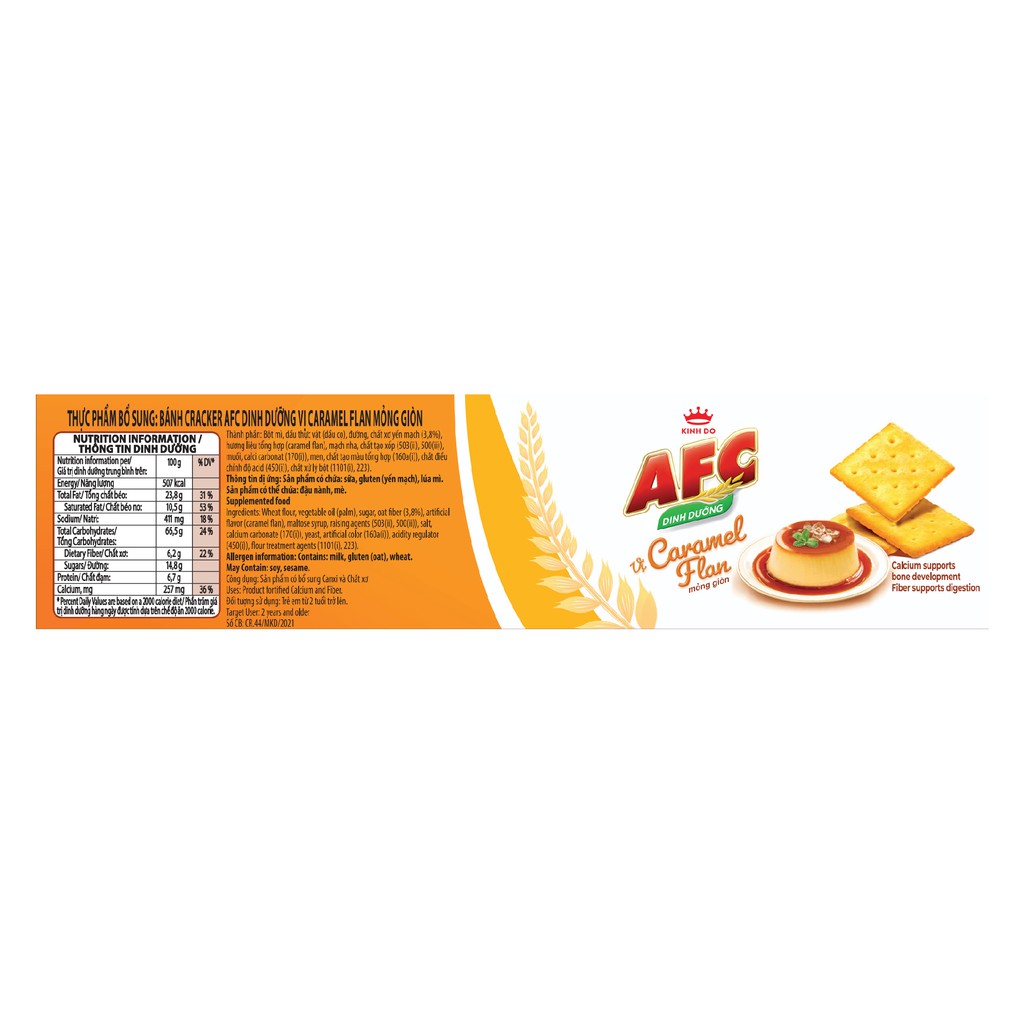 THỰC PHẨM BỔ SUNG: BÁNH CRACKER AFC DINH DƯỠNG VỊ CARAMEL FLAN MỎNG GIÒN
NUTRITION INFORMATION /
THÔNG TIN DINH DƯỠNG
Nutrition information per/
Giá trị dinh dưỡng trung bình trên: 100 g % DV*
Energy/ Năng lượng 507 kcal
Total Fat/ Tổng chất béo: 23,8 g 31 %
Saturated Fat/ Chất béo no: 10,5 g 53 %
Sodium/ Natri: 411 mg 18 %
Total Carbohydrates/
Tổng Carbohydrates: 66,5 g 24 %
Dietary Fiber/ Chất xơ: 6,2 g 22 %
Sugars/ Đường: 14,8 g
Protein/ Chất đạm: 6,7 g
Calcium, mg 257 mg 36 %
* Percent Daily Values are based on a 2000 calorie diet/ Phần trăm giá
trị dinh dưỡng hàng ngày được tính dựa trên chế độ ăn 2000 calorie.
Thành phần: Bột mì, dầu thực vật (dầu cọ), đường, chất xơ yến mạch (3,8%),
hương liệu tổng hợp (caramel flan), mạch nha, chất tạo xốp (503(ii), 500(ii)),
muối, calci carbonat (170(i)), men, chất tạo màu tổng hợp (160a(i)), chất điều
chỉnh độ acid (450(i)), chất xử lý bột (1101(i), 223).
Thông tin dị ứng: Sản phẩm có chứa: sữa, gluten (yến mạch), lúa mì.
Sản phẩm có thể chứa: đậu nành, mè.
Supplemented food
Ingredients: Wheat flour, vegetable oil (palm), sugar, oat fiber (3,8%), artificial
flavor (caramel flan), maltose syrup, raising agents (503(ii), 500(ii)), salt,
calcium carbonate (170(i)), yeast, artificial color (160a(i)), acidity regulator
(450(i)), flour treatment agents (1101(i), 223).
Allergen information: Contains: milk, gluten (oat), wheat.
May Contain: soy, sesame.
Công dụng: Sản phẩm có bổ sung Canxi và Chất xơ
Uses: Product fortified Calcium and Fiber.
Đối tượng sử dụng: Trẻ em từ 2 tuổi trở lên.
Target User: 2 years and older
Số CB: CR.44/MKD/2021
KINH DO
AFC
DINH DƯỠNG
Vị Caramel
Flan
mỏng giòn
Calcium supports
bone development
Fiber supports digestion